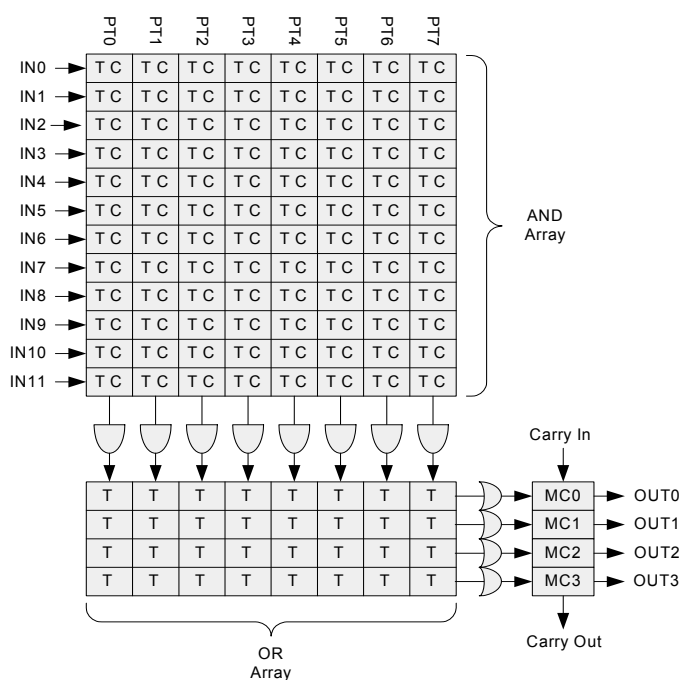 PT0 PT1 PT2 PT3 PT4 PT5 PT6 PT7
IN0 T C T C T C T C T C T C T C T C
IN1 T C T C T C T C T C T C T C T C
IN2 T C T C T C T C T C T C T C T C
IN3 T C T C T C T C T C T C T C T C
IN4 T C T C T C T C T C T C T C T C
IN5 T C T C T C T C T C T C T C T C
IN6 T C T C T C T C T C T C T C T C
IN7 T C T C T C T C T C T C T C T C
IN8 T C T C T C T C T C T C T C T C
IN9 T C T C T C T C T C T C T C T C
IN10 T C T C T C T C T C T C T C T C
IN11 T C T C T C T C T C T C T C T C
AND
Array
Carry In
T T T T T T T T MC0 OUT0
T T T T T T T T MC1 OUT1
T T T T T T T T MC2 OUT2
T T T T T T T T MC3 OUT3
Carry Out
OR
Array